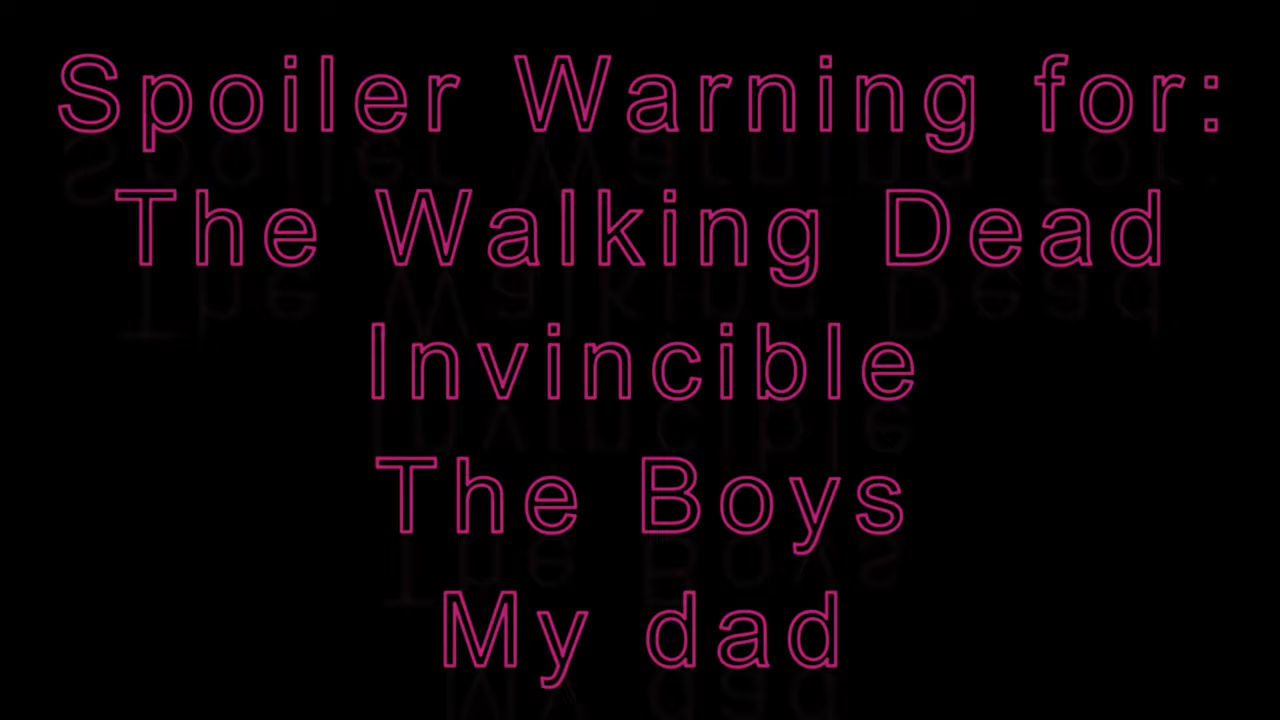 Spoiler Warning for:
The Walking Dead
Invincible
The Boys
My dad